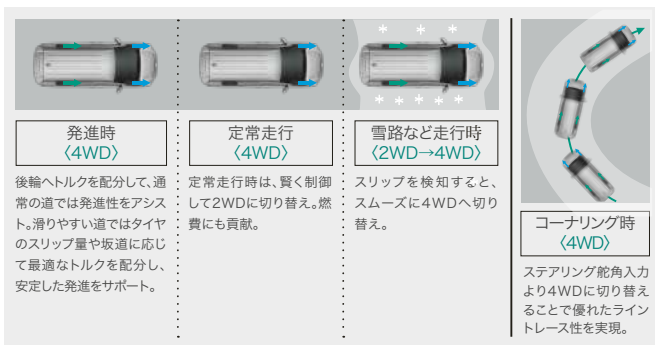 発進時
〈4WD〉
後輪へトルクを配分して、通
常の道では発進性をアシス
ト。滑りやすい道ではタイヤ
のスリップ量や坂道に応じ
て最適なトルクを配分し、
安定した発進をサポート。
定常走行
〈4WD〉
定常走行時は、賢く制御
して2WDに切り替え。燃
費にも貢献。
雪路など走行時
〈2WD→4WD〉
スリップを検知すると、
スムーズに4WDへ切り
替え。
コーナリング時
〈4WD〉
ステアリング舵角入力
より4WDに切り替え
ることで優れたライン
トレース性を実現。